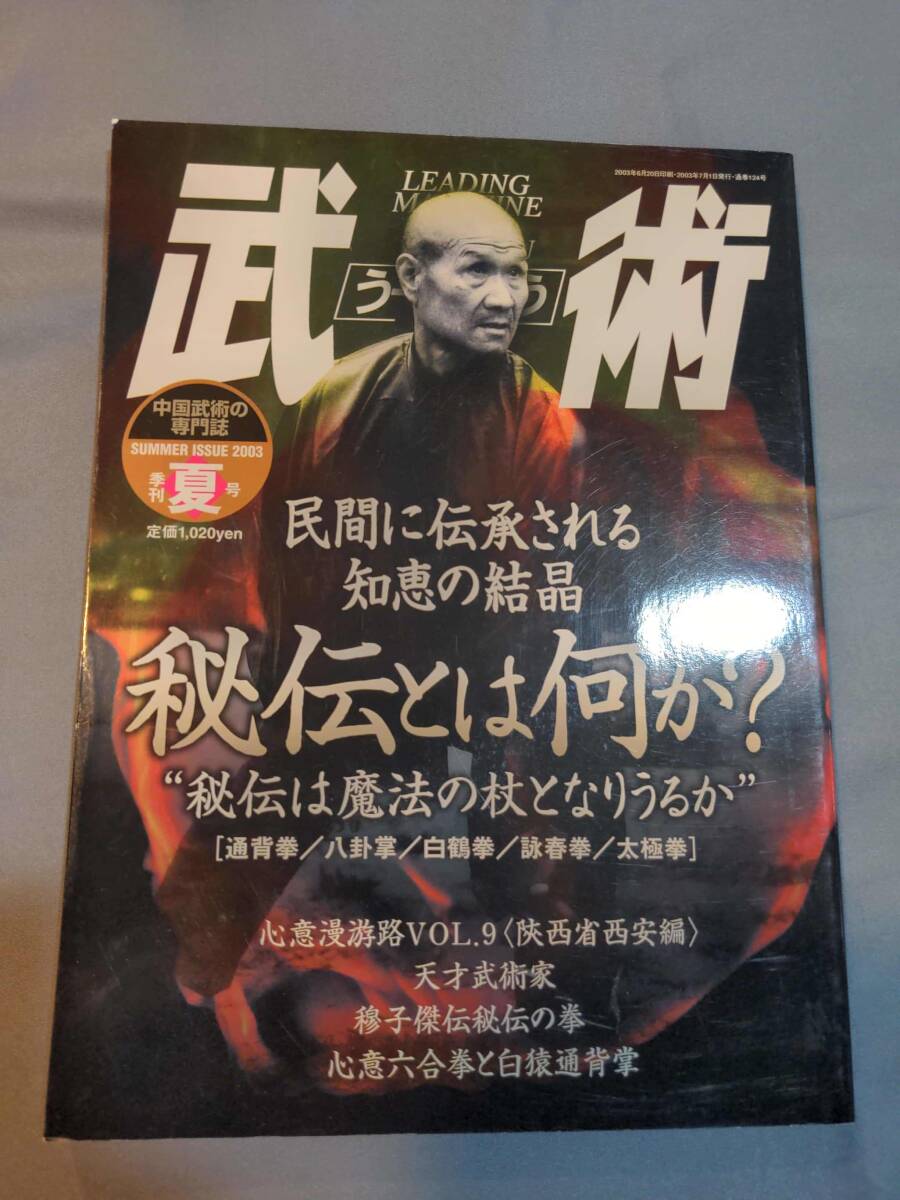 2003年6月20日印刷・2003年7月1日発行・通巻124号
武術
LEADING
う
う
中国武術の
専門誌
SUMMER ISSUE 2003
季刊 夏 号
定価1,020yen
民間に伝承される
知恵の結晶
秘伝とは何か?
“秘伝は魔法の杖となりうるか”
[通背拳/八卦掌/白鶴拳/詠春拳/太極拳]
心意漫游路VOL.9〈陝西省西安編〉
天才武術家
穆子傑伝秘伝の拳
心意六合拳と白猿通背掌